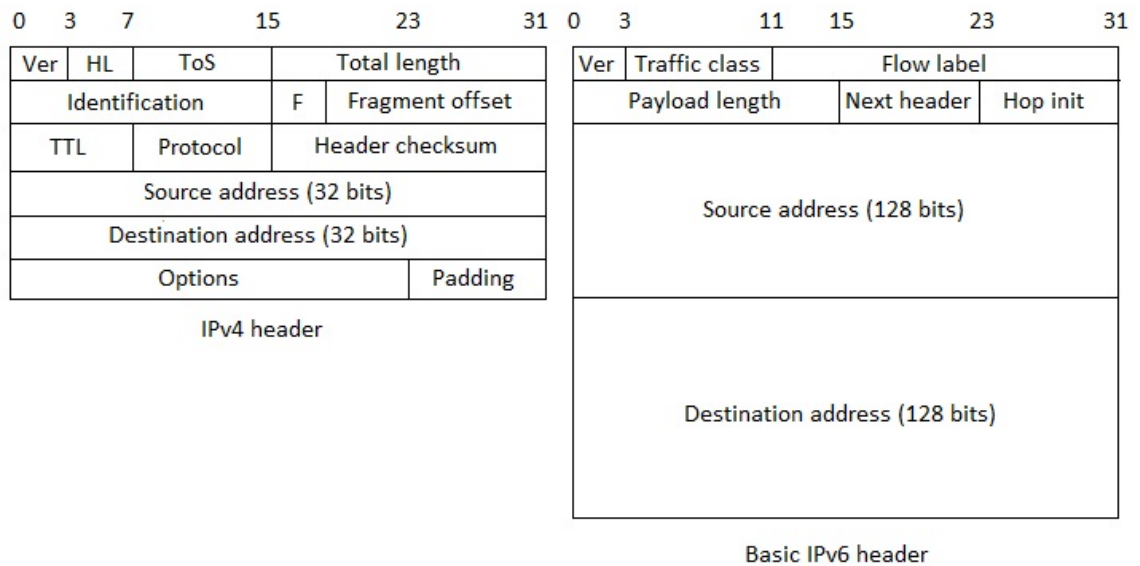 0 3 7 15 23 31
Ver HL ToS Total length
Identification F Fragment offset
TTL Protocol Header checksum
Source address (32 bits)
Destination address (32 bits)
Options Padding
IPv4 header
0 3 11 15 23 31
Ver Traffic class Flow label
Payload length Next header Hop init
Source address (128 bits)
Destination address (128 bits)
Basic IPv6 header